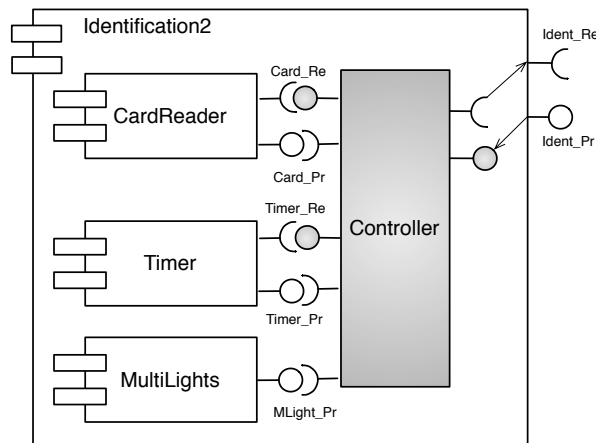 Identification2
Ident_Re
Card_Re
CardReader
Ident_Pr
Card_Pr
Timer_Re
Controller
Timer
Timer_Pr
MultiLights
MLight_Pr